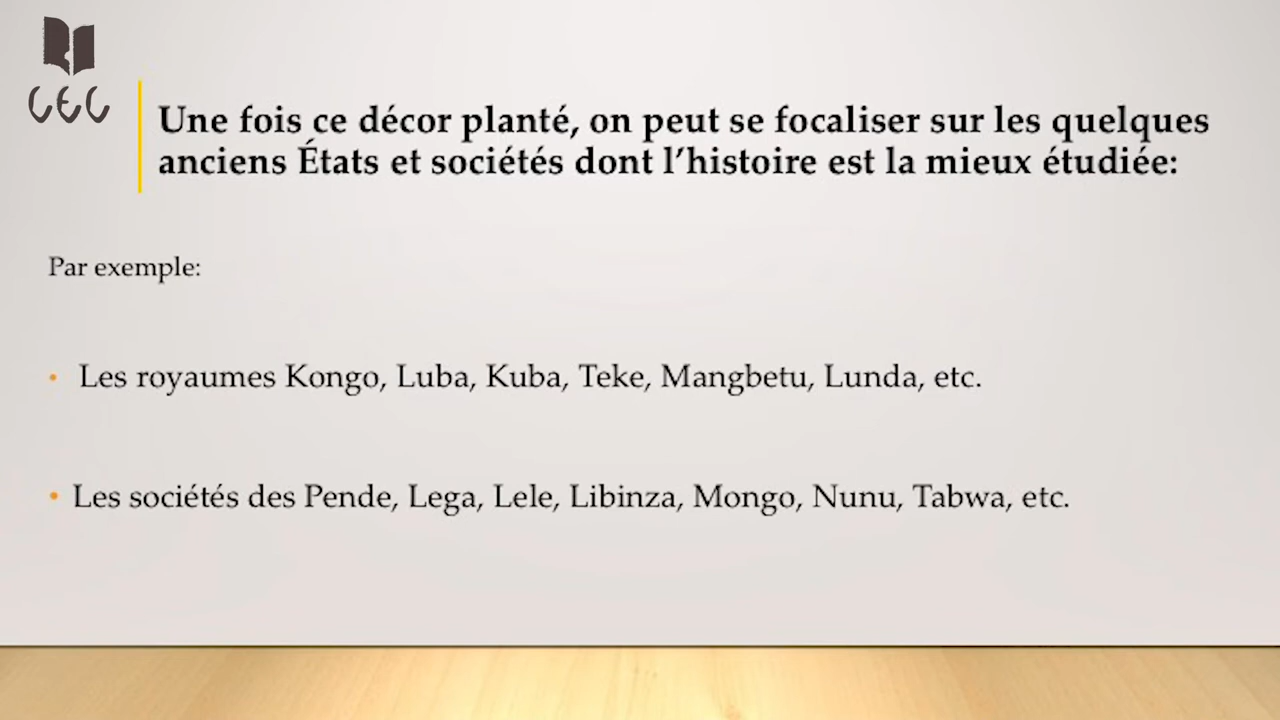 CEC
Une fois ce décor planté, on peut se focaliser sur les quelques
anciens États et sociétés dont l’histoire est la mieux étudiée:
Par exemple:
• Les royaumes Kongo, Luba, Kuba, Teke, Mangbetu, Lunda, etc.
• Les sociétés des Pende, Lega, Lele, Libinza, Mongo, Nunu, Tabwa, etc.